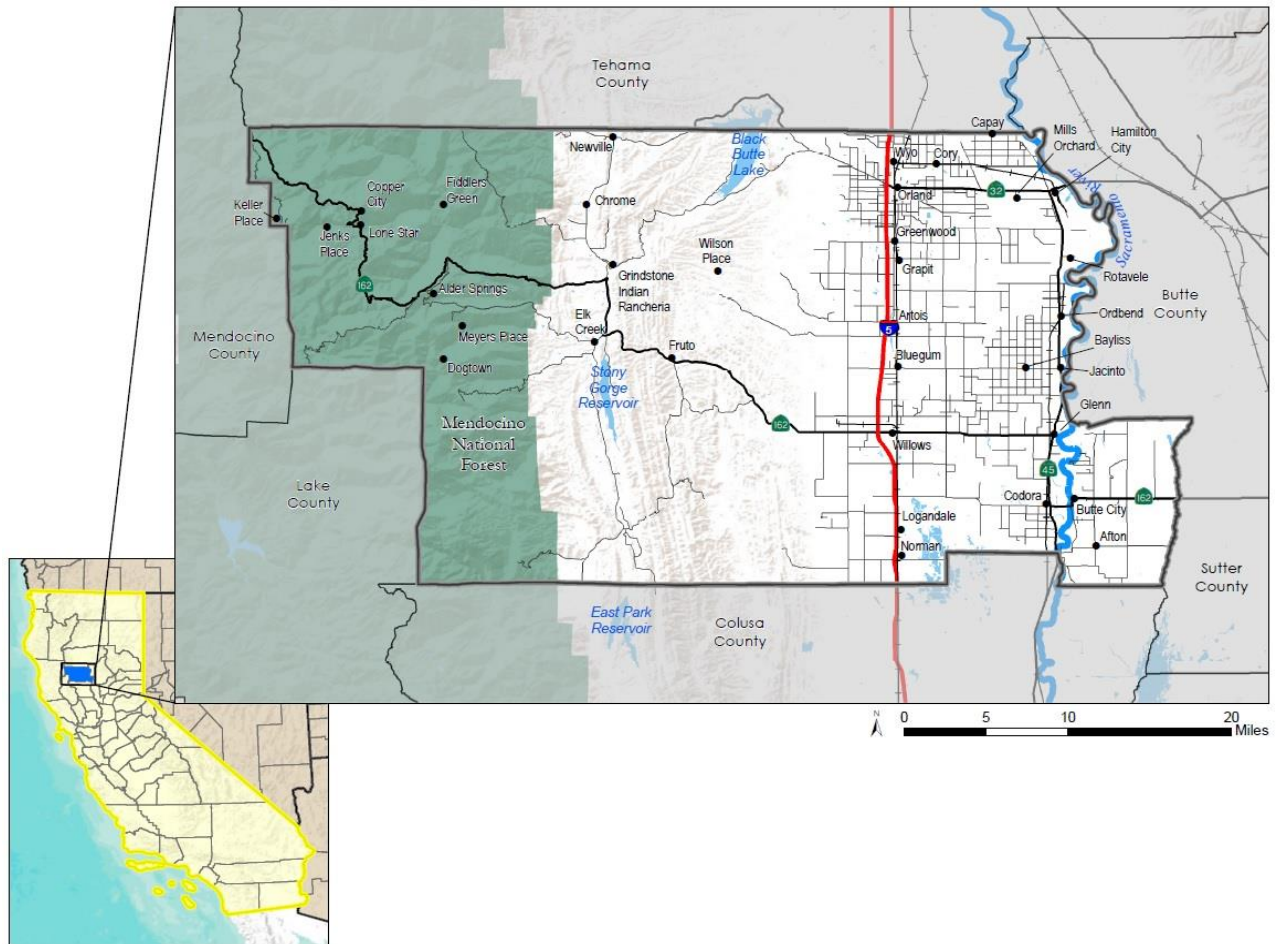 Tehama
County
Capay
Mills
Orchard
Hamilton
City
Newville
Black
Butte
Lake
Wyo
Cory
Sacramento River
Copper
City
Fiddlers
Green
32
Orland
Keller
Place
Chrome
Jenks
Place
Lone Star
Greenwood
Wilson
Place
Grapit
Grindstone
Indian
Rancheria
Rotavele
162
Alder Springs
Butte
County
Elk
Creek
Artois
Ordbend
5
Mendocino
County
Meyers Place
Fruto
Bluegum
Bayliss
Dogtown
Jacinto
Stony
Gorge
Reservoir
Glenn
Mendocino
National
Forest
162
Willows
45
Lake
County
Codora
162
Butte City
Logandale
Afton
Norman
Sutter
County
East Park
Reservoir
Colusa
County
N
0 5 10 20
Miles